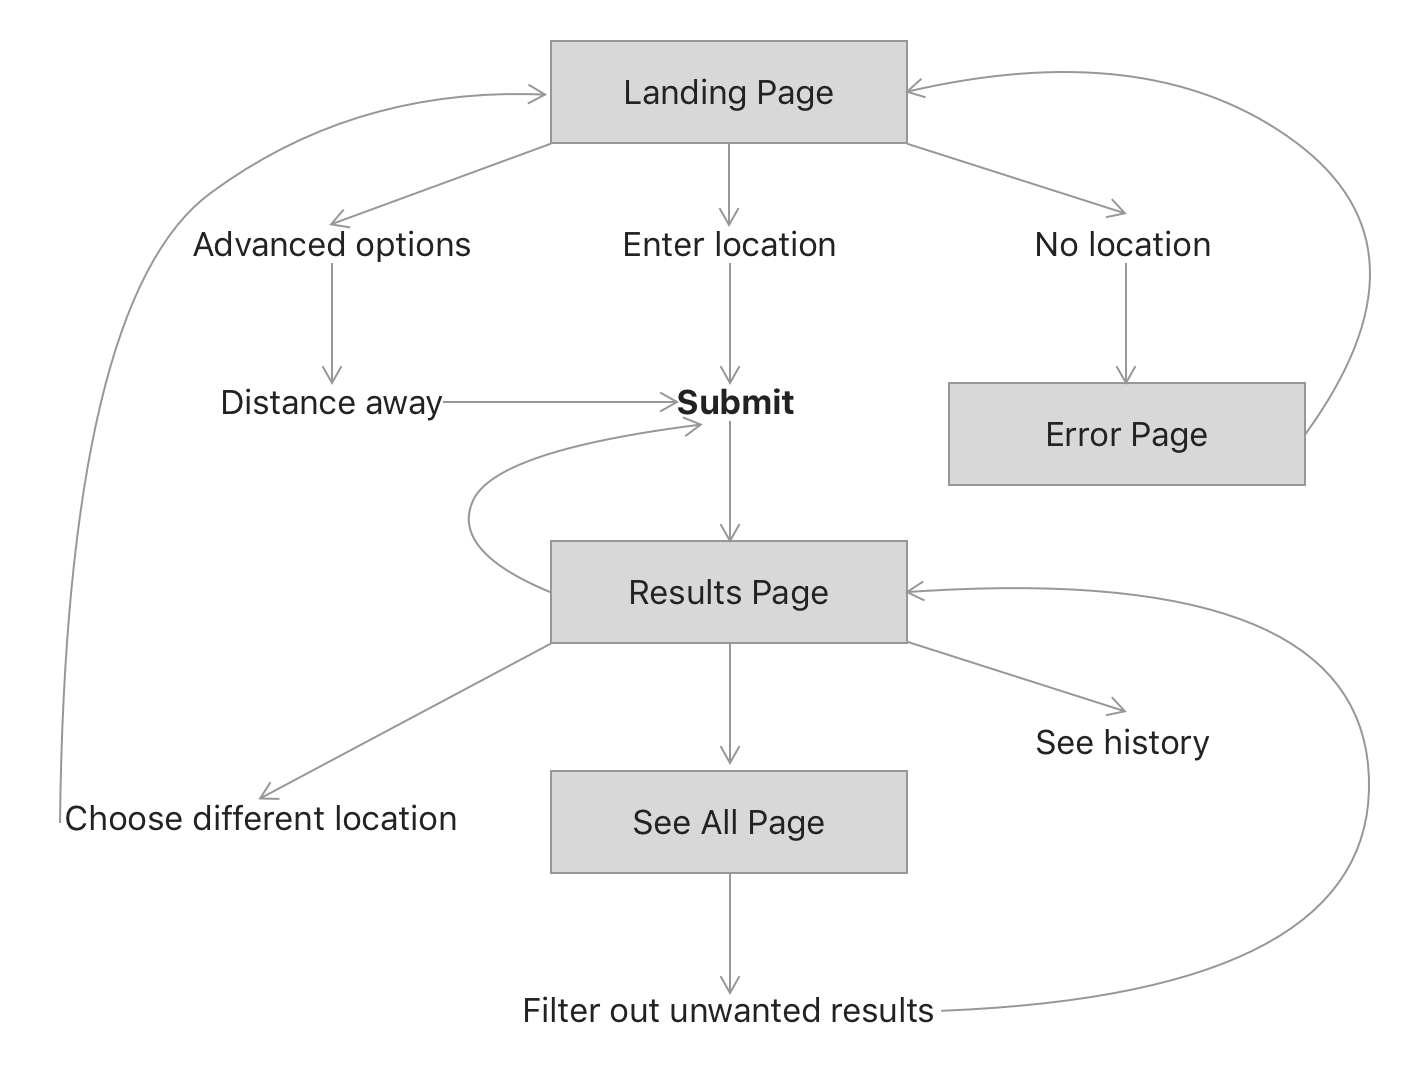 Landing Page
Advanced options
Enter location
No location
Distance away
Submit
Error Page
Results Page
See history
Choose different location
See All Page
Filter out unwanted results